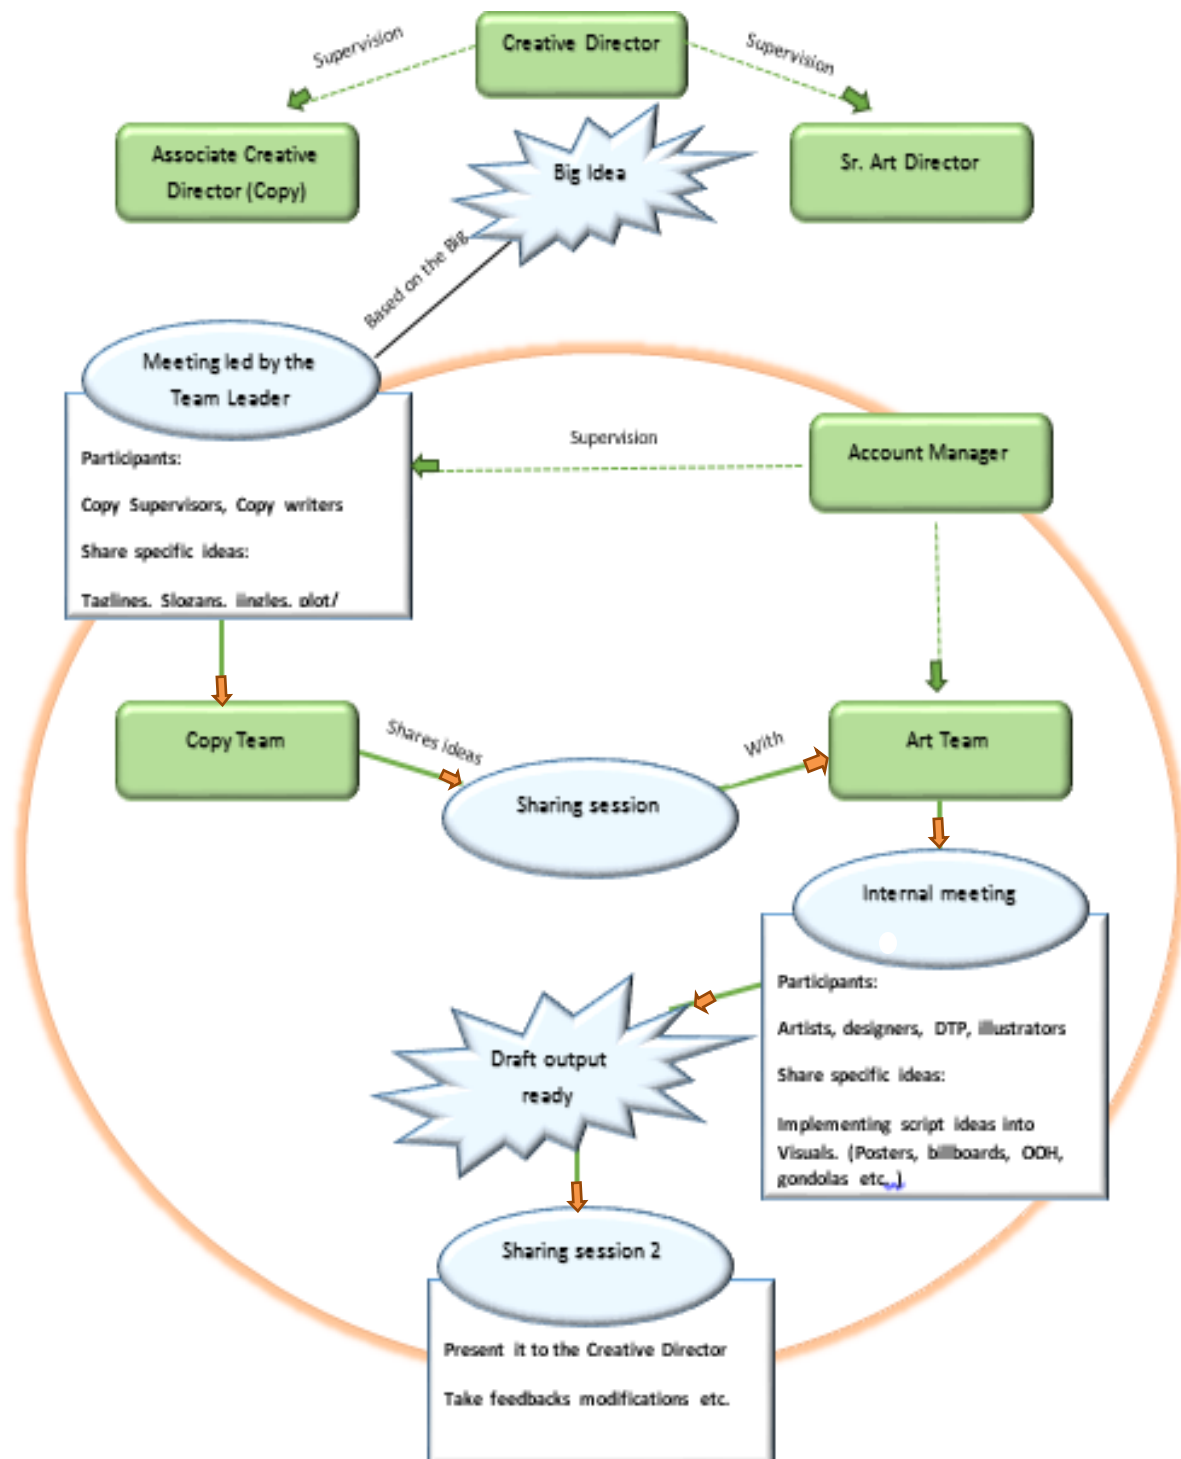 Creative Director
Supervision
Supervision
Associate Creative
Director (Copy)
Big Idea
Sr. Art Director
Based on the Big
Meeting led by the
Team Leader
Participants:
Copy Supervisors, Copy writers
Share specific ideas:
Taglines, Slogans, jingles, plot/
Supervision
Account Manager
Copy Team
Shares ideas
Sharing session
With
Art Team
Internal meeting
Participants:
Artists, designers, DTP, illustrators
Share specific ideas:
Implementing script ideas into
Visuals. (Posters, billboards, OOH,
gondolas etc..)
Draft output
ready
Sharing session 2
Present it to the Creative Director
Take feedbacks modifications etc.